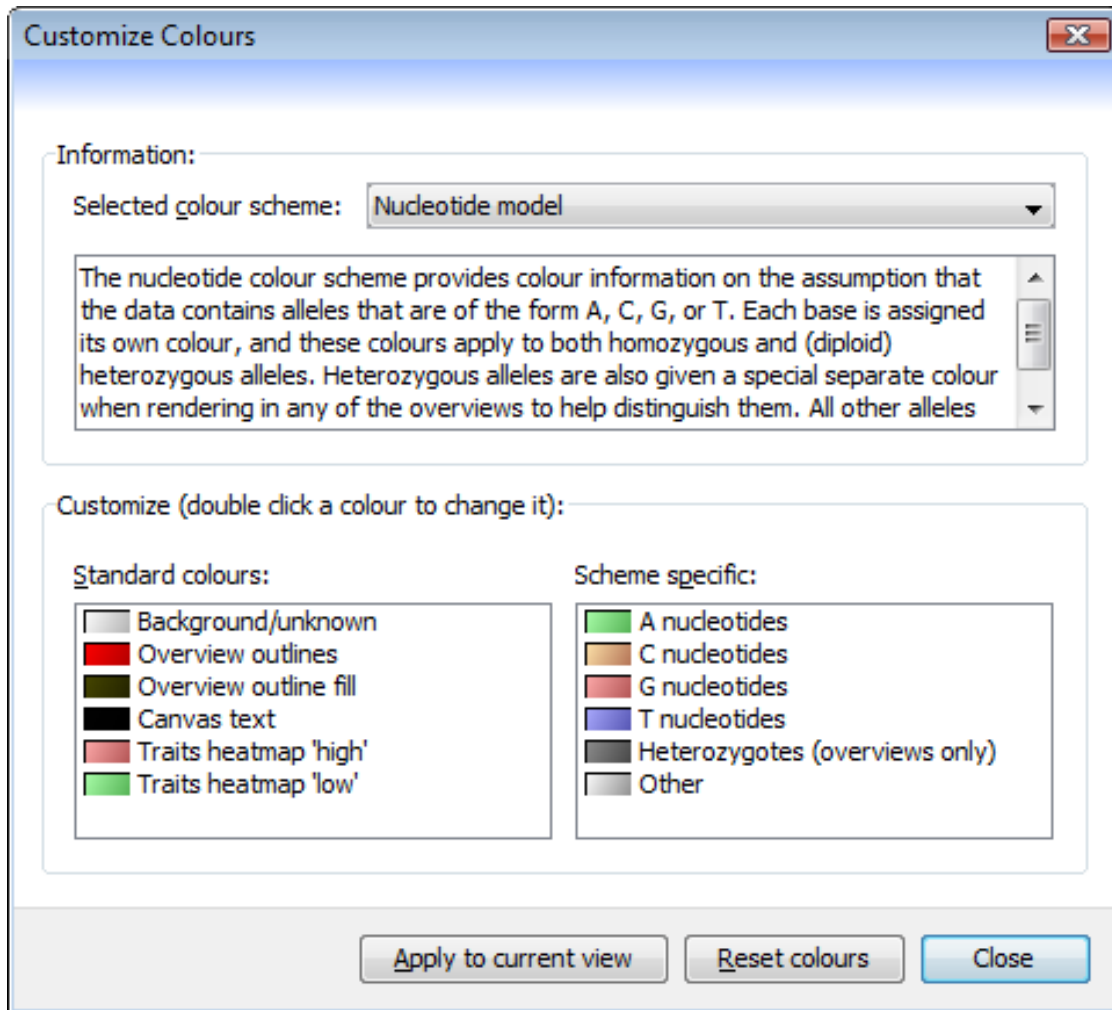 Customize Colours
Information:
Selected colour scheme:
Nucleotide model
The nucleotide colour scheme provides colour information on the assumption that
the data contains alleles that are of the form A, C, G, or T. Each base is assigned
its own colour, and these colours apply to both homozygous and (diploid)
heterozygous alleles. Heterozygous alleles are also given a special separate colour
when rendering in any of the overviews to help distinguish them. All other alleles
Customize (double click a colour to change it):
Standard colours:
Background/unknown
Overview outlines
Overview outline fill
Canvas text
Traits heatmap 'high'
Traits heatmap 'low'
Scheme specific:
A nucleotides
C nucleotides
G nucleotides
T nucleotides
Heterozygotes (overviews only)
Other
Apply to current view
Reset colours
Close